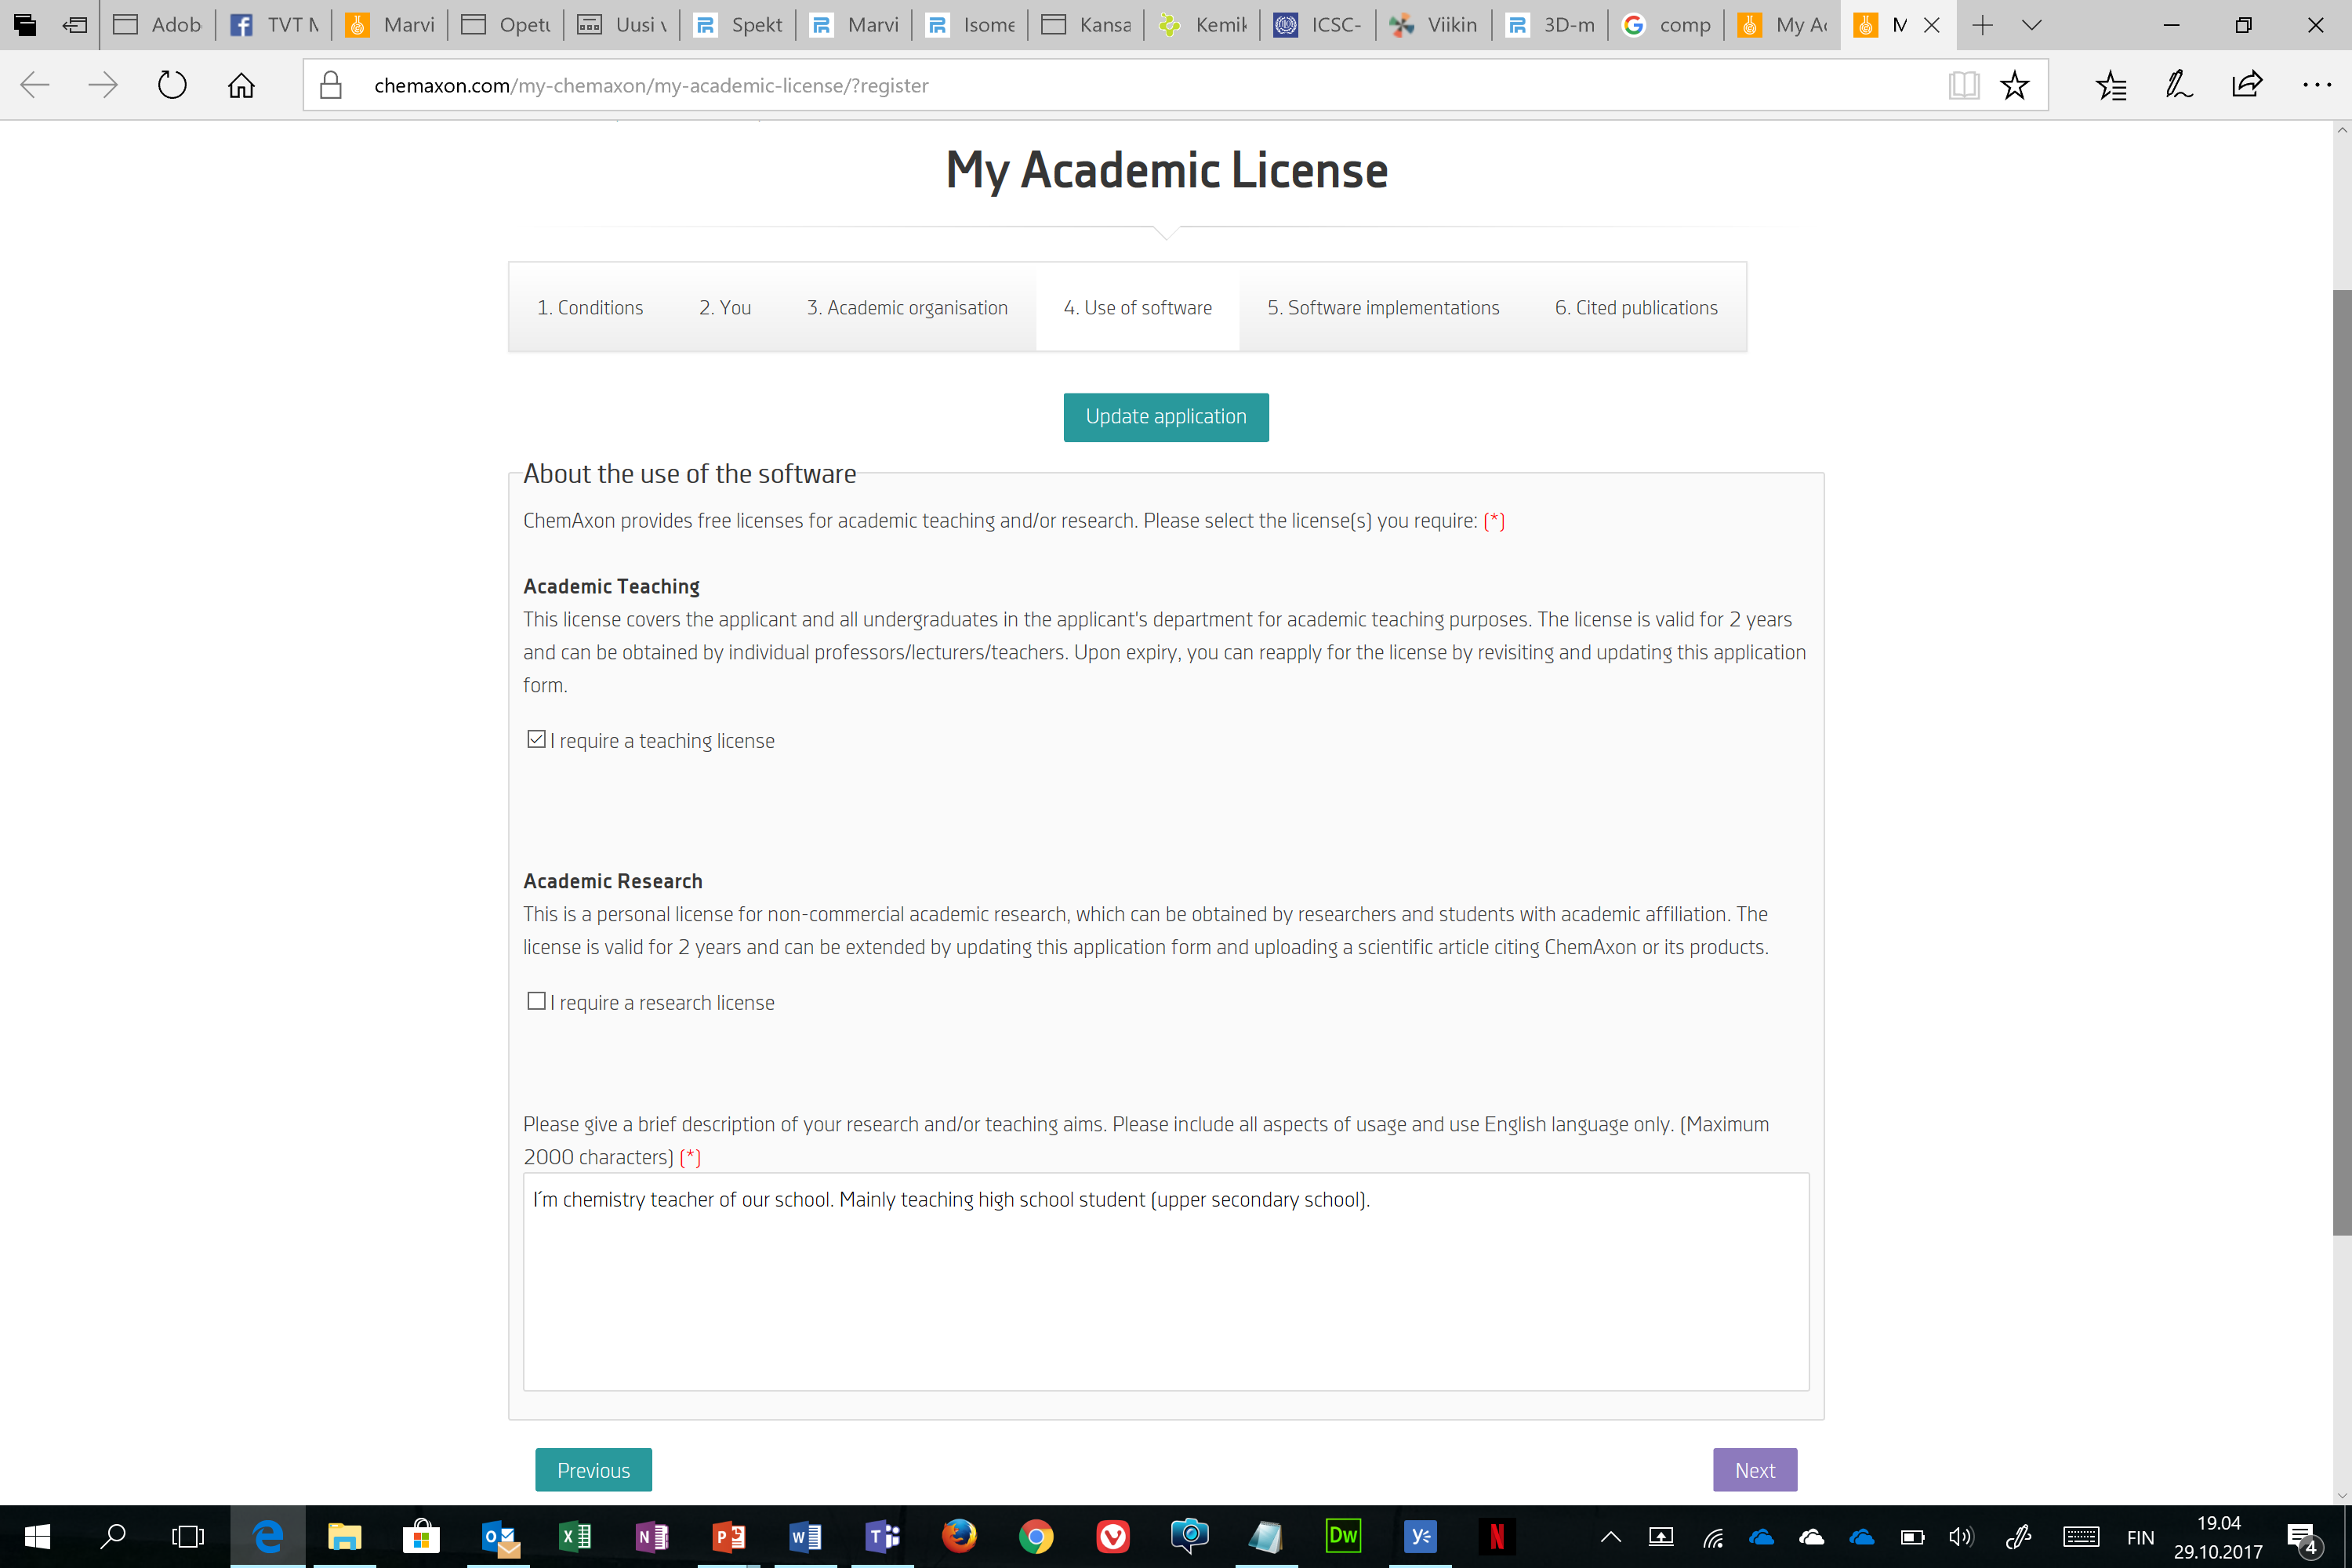 Adob
TVT M
Marvi
Opetu
Uusi v
Spekt
Marvi
Isome
Kansa
Kemik
ICSC-
Viikin
3D-m
comp
My Ac
M
chemaxon.com/my-chemaxon/my-academic-license/?register
My Academic License
1. Conditions
2. You
3. Academic organisation
4. Use of software
5. Software implementations
6. Cited publications
Update application
About the use of the software
ChemAxon provides free licenses for academic teaching and/or research. Please select the license(s) you require: (*)
Academic Teaching
This license covers the applicant and all undergraduates in the applicant's department for academic teaching purposes. The license is valid for 2 years
and can be obtained by individual professors/lecturers/teachers. Upon expiry, you can reapply for the license by revisiting and updating this application
form.
I require a teaching license
Academic Research
This is a personal license for non-commercial academic research, which can be obtained by researchers and students with academic affiliation. The
license is valid for 2 years and can be extended by updating this application form and uploading a scientific article citing ChemAxon or its products.
I require a research license
Please give a brief description of your research and/or teaching aims. Please include all aspects of usage and use English language only. (Maximum
2000 characters) (*)
I´m chemistry teacher of our school. Mainly teaching high school student (upper secondary school).
Previous
Next
FIN
19.04
29.10.2017
4